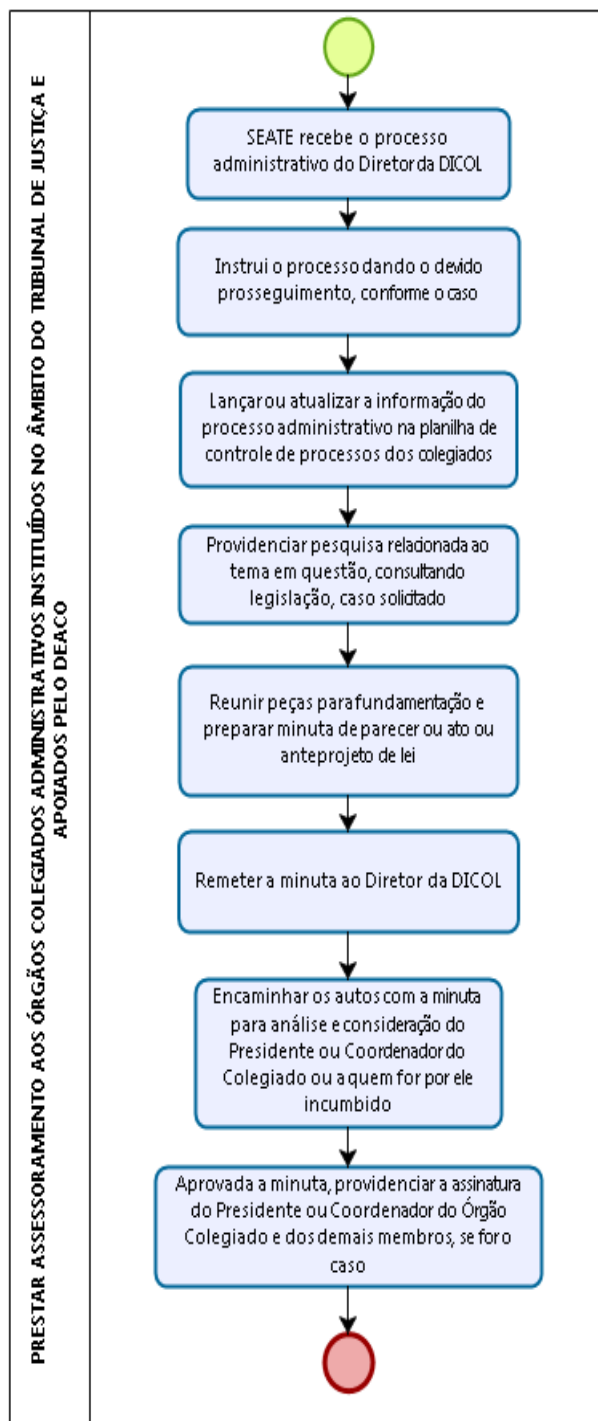 PRESTAR ASSESSORAMENTO AOS ÓRGÃOS COLEGIADOS ADMINISTRATIVOS INSTITUÍDOS NO ÂMBITO DO TRIBUNAL DE JUSTIÇA E
APOIADOS PELO DEACO
SEATE recebe o processo
administrativo do Diretor da DICOL
Instrui o processo dando o devido
prosseguimento, conforme o caso
Lançar ou atualizar a informação do
processo administrativo na planilha de
controle de processos dos colegiados
Providenciar pesquisa relacionada ao
tema em questão, consultando
legislação, caso solicitado
Reunir peças para fundamentação e
preparar minuta de parecer ou ato ou
anteprojeto de lei
Remeter a minuta ao Diretor da DICOL
Encaminhar os autos com a minuta
para análise e consideração do
Presidente ou Coordenador do
Colegiado ou a quem for por ele
incumbido
Aprovada a minuta, providenciar a assinatura
do Presidente ou Coordenador do Órgão
Colegiado e dos demais membros, se for o
caso